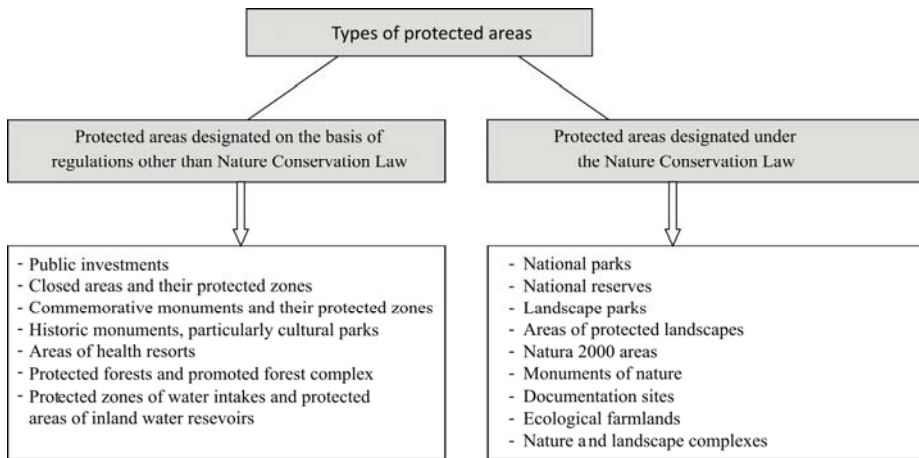 Types of protected areas
Protected areas designated on the basis of
regulations other than Nature Conservation Law
- Public investments
- Closed areas and their protected zones
- Commemorative monuments and their protected zones
- Historic monuments, particularly cultural parks
- Areas of health resorts
- Protected forests and promoted forest complex
- Protected zones of water intakes and protected
areas of inland water resevoirs
Protected areas designated under
the Nature Conservation Law
- National parks
- National reserves
- Landscape parks
- Areas of protected landscapes
- Natura 2000 areas
- Monuments of nature
- Documentation sites
- Ecological farmlands
- Nature and landscape complexes